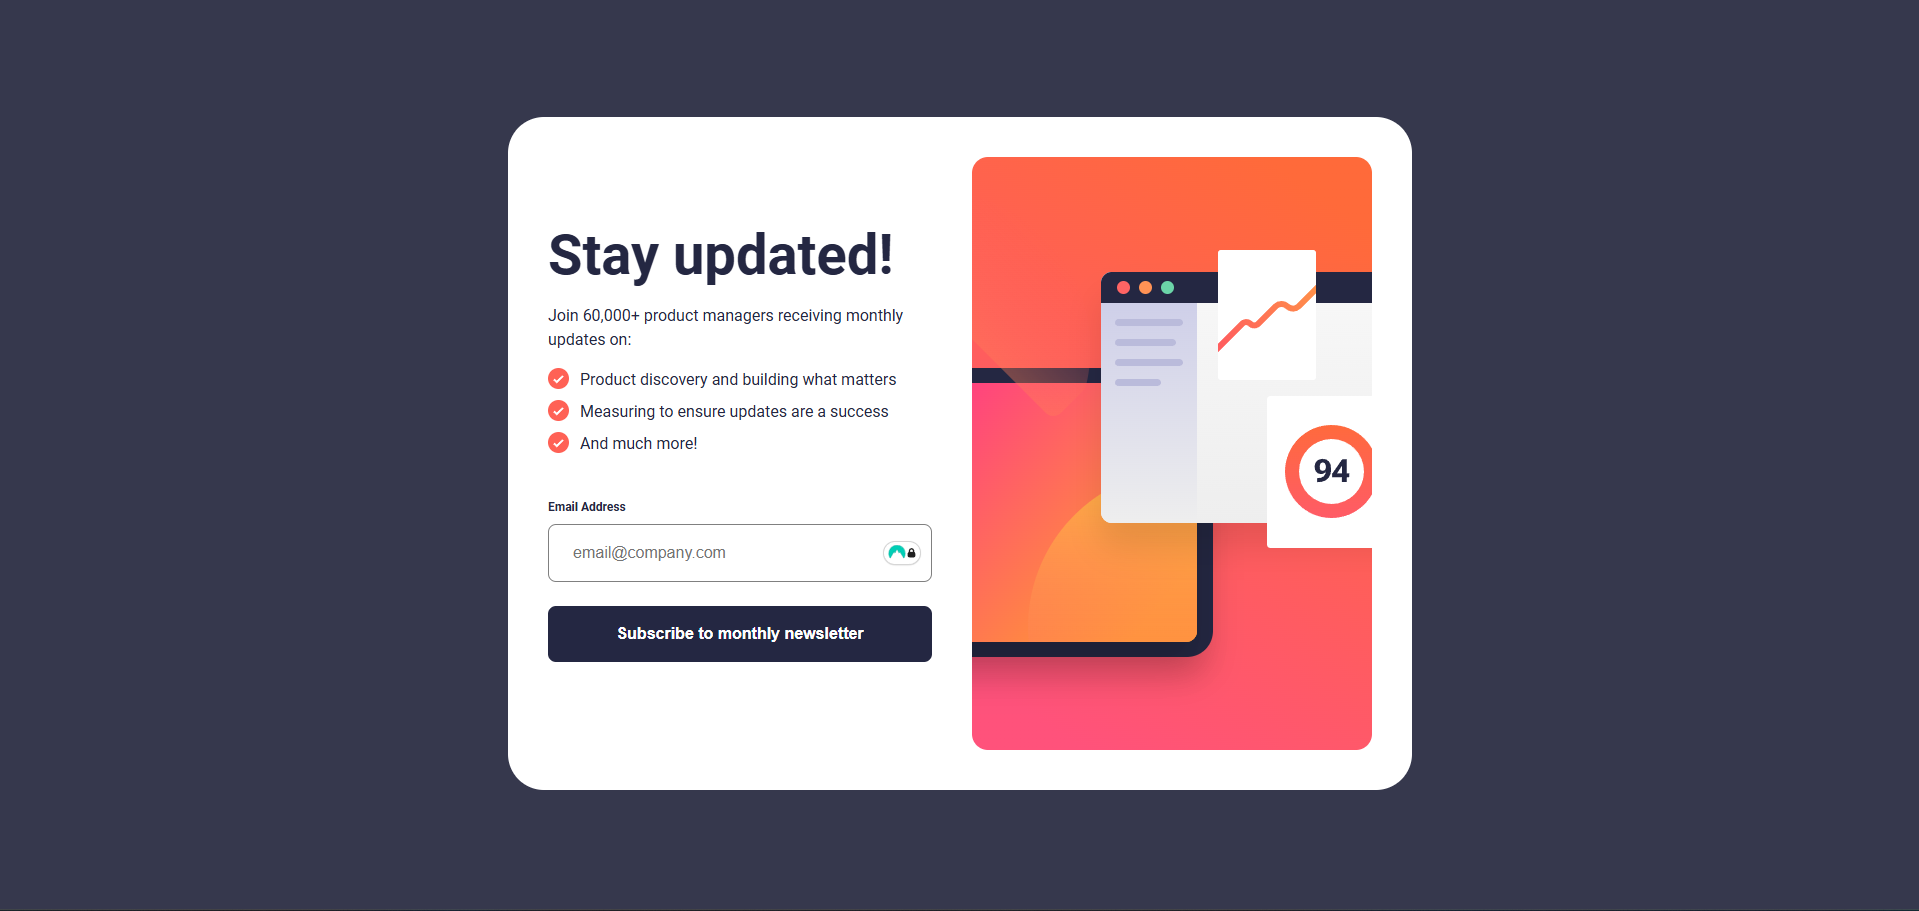 Stay updated!
Join 60,000+ product managers receiving monthly
updates on:
Product discovery and building what matters
Measuring to ensure updates are a success
And much more!
Email Address
email@company.com
Subscribe to monthly newsletter
94